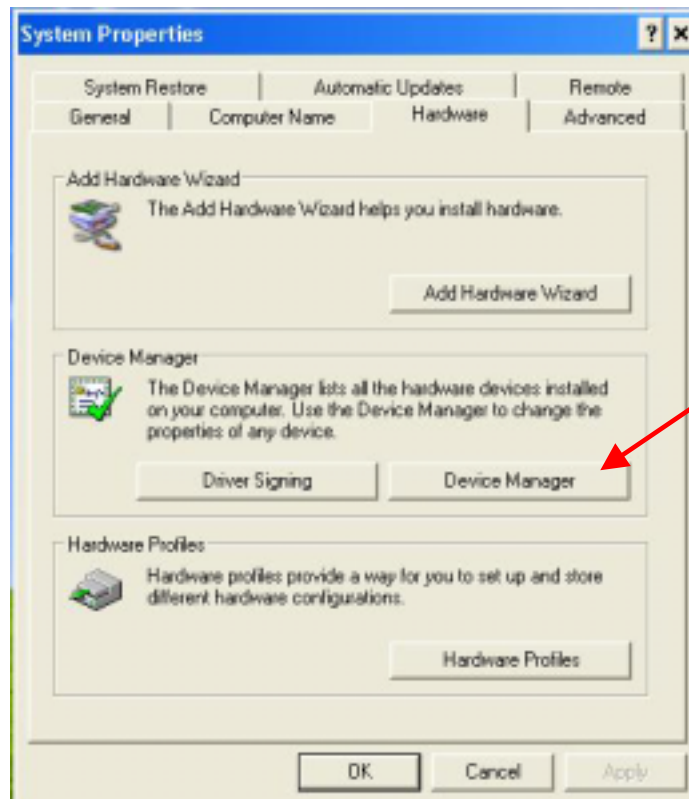 System Properties
System Restore Automatic Updates Remote
General Computer Name Hardware Advanced
Add Hardware Wizard
The Add Hardware Wizard helps you install hardware.
Add Hardware Wizard
Device Manager
The Device Manager lists all the hardware devices installed
on your computer. Use the Device Manager to change the
properties of any device.
Driver Signing Device Manager
Hardware Profiles
Hardware profiles provide a way for you to set up and store
different hardware configurations.
Hardware Profiles
OK Cancel Apply